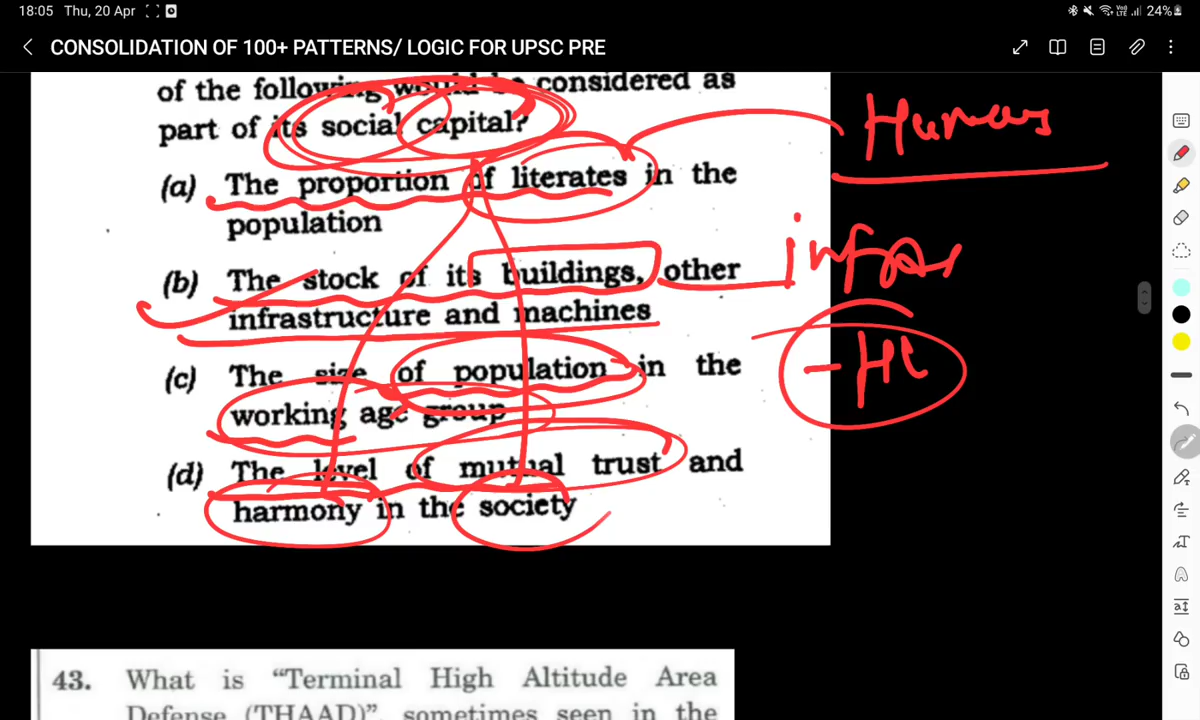 18:05 Thu, 20 Apr
24%
CONSOLIDATION OF 100+ PATTERNS/ LOGIC FOR UPSC PRE
of the following would be considered as
part of its social capital?
Human
(a) The proportion of literates in the
population
infra
(b) The stock of its buildings, other
infrastructure and machines
(c) The size of population in the
working age group
(d) The level of mutual trust and
harmony in the society
43. What is "Terminal High Altitude Area
Defense (THAAD)", sometimes seen in the